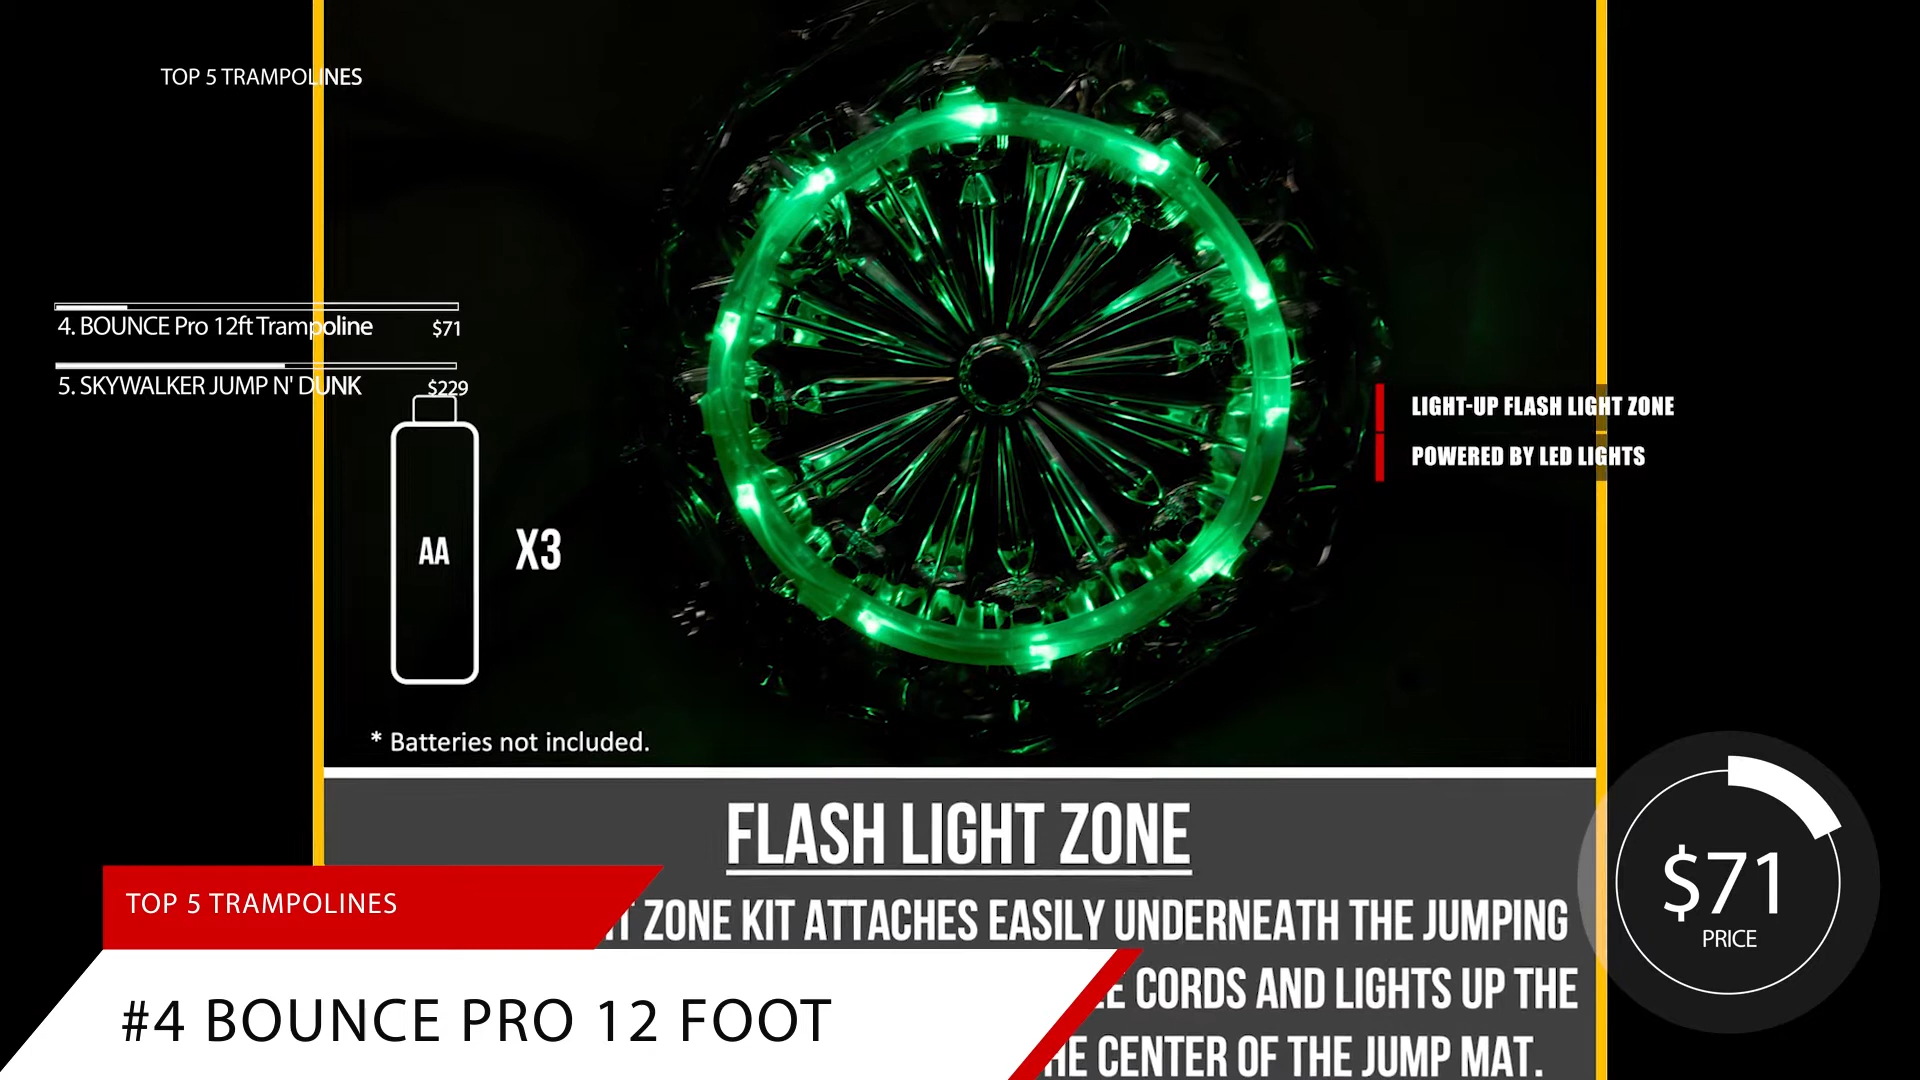 TOP 5 TRAMPOLINES
4. BOUNCE Pro 12ft Trampoline $71
5. SKYWALKER JUMP N' DUNK $229
LIGHT-UP FLASH LIGHT ZONE
POWERED BY LED LIGHTS
AA X3
* Batteries not included.
FLASH LIGHT ZONE
ZONE KIT ATTACHES EASILY UNDERNEATH THE JUMPING
CORDS AND LIGHTS UP THE
CENTER OF THE JUMP MAT.
TOP 5 TRAMPOLINES
#4 BOUNCE PRO 12 FOOT
$71
PRICE